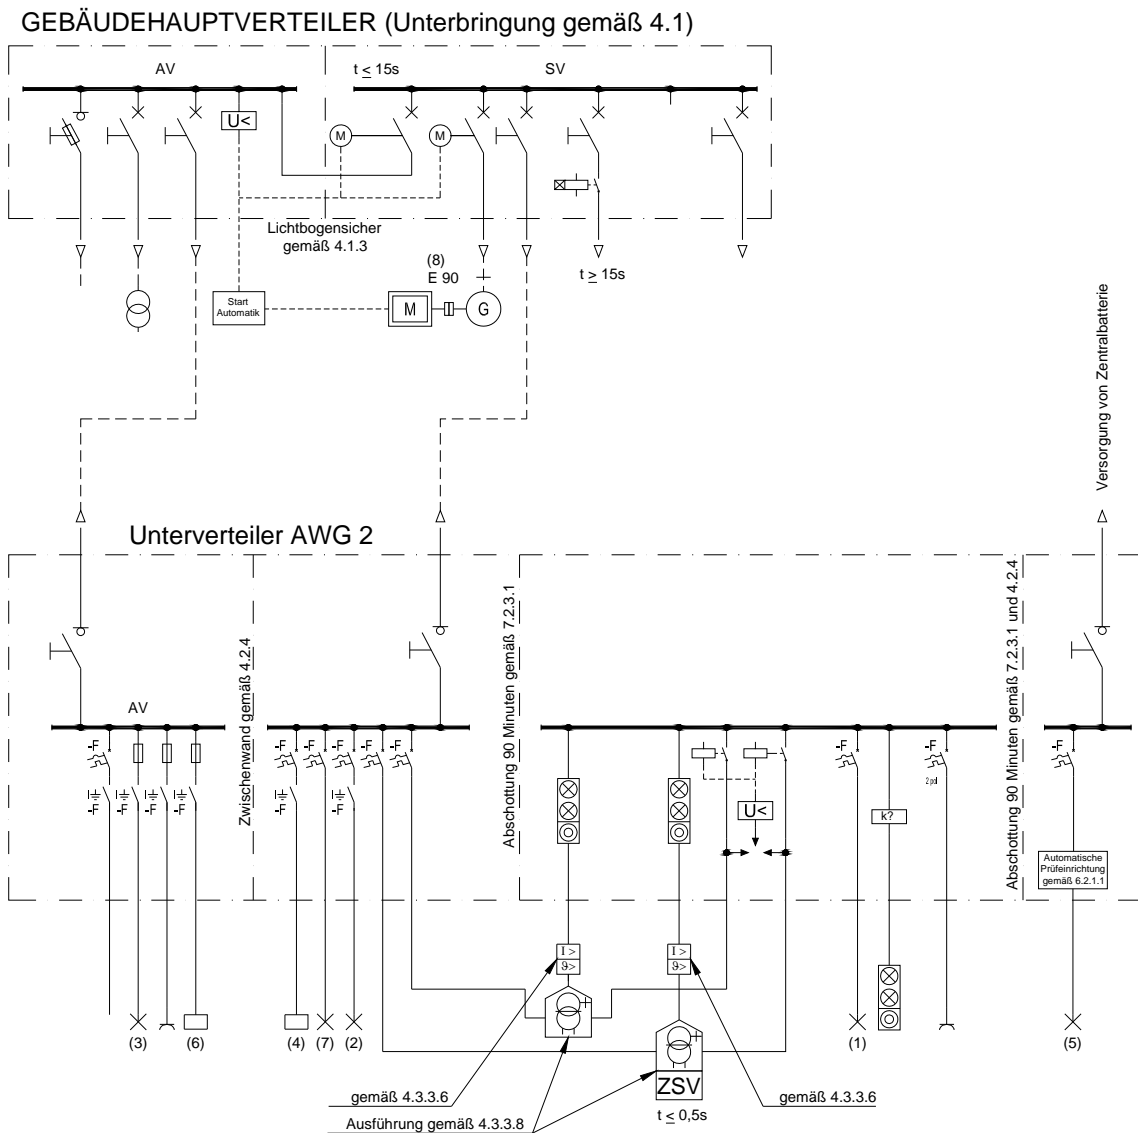 GEBÄUDEHAUPTVERTEILER (Unterbringung gemäß 4.1)
AV
t ≤ 15s
SV
U<
M
M
Lichtbogensicher
gemäß 4.1.3
(8)
E 90
t ≥ 15s
Start
Automatik
M
G
Versorgung von Zentralbatterie
Unterverteiler AWG 2
Zwischenwand gemäß 4.2.4
Abschottung 90 Minuten gemäß 7.2.3.1
Abschottung 90 Minuten gemäß 7.2.3.1 und 4.2.4
AV
-F
-F
-F
-F
-F
-F
-F
-F
-F
-F
-F
-F
-F
-F
2 pol
-F
U<
k?
Automatische
Prüfeinrichtung
gemäß 6.2.1.1
I >
ϑ>
I >
ϑ>
(3)
(6)
(4)
(7)
(2)
(1)
(5)
ZSV
t ≤ 0,5s
gemäß 4.3.3.6
gemäß 4.3.3.6
Ausführung gemäß 4.3.3.8